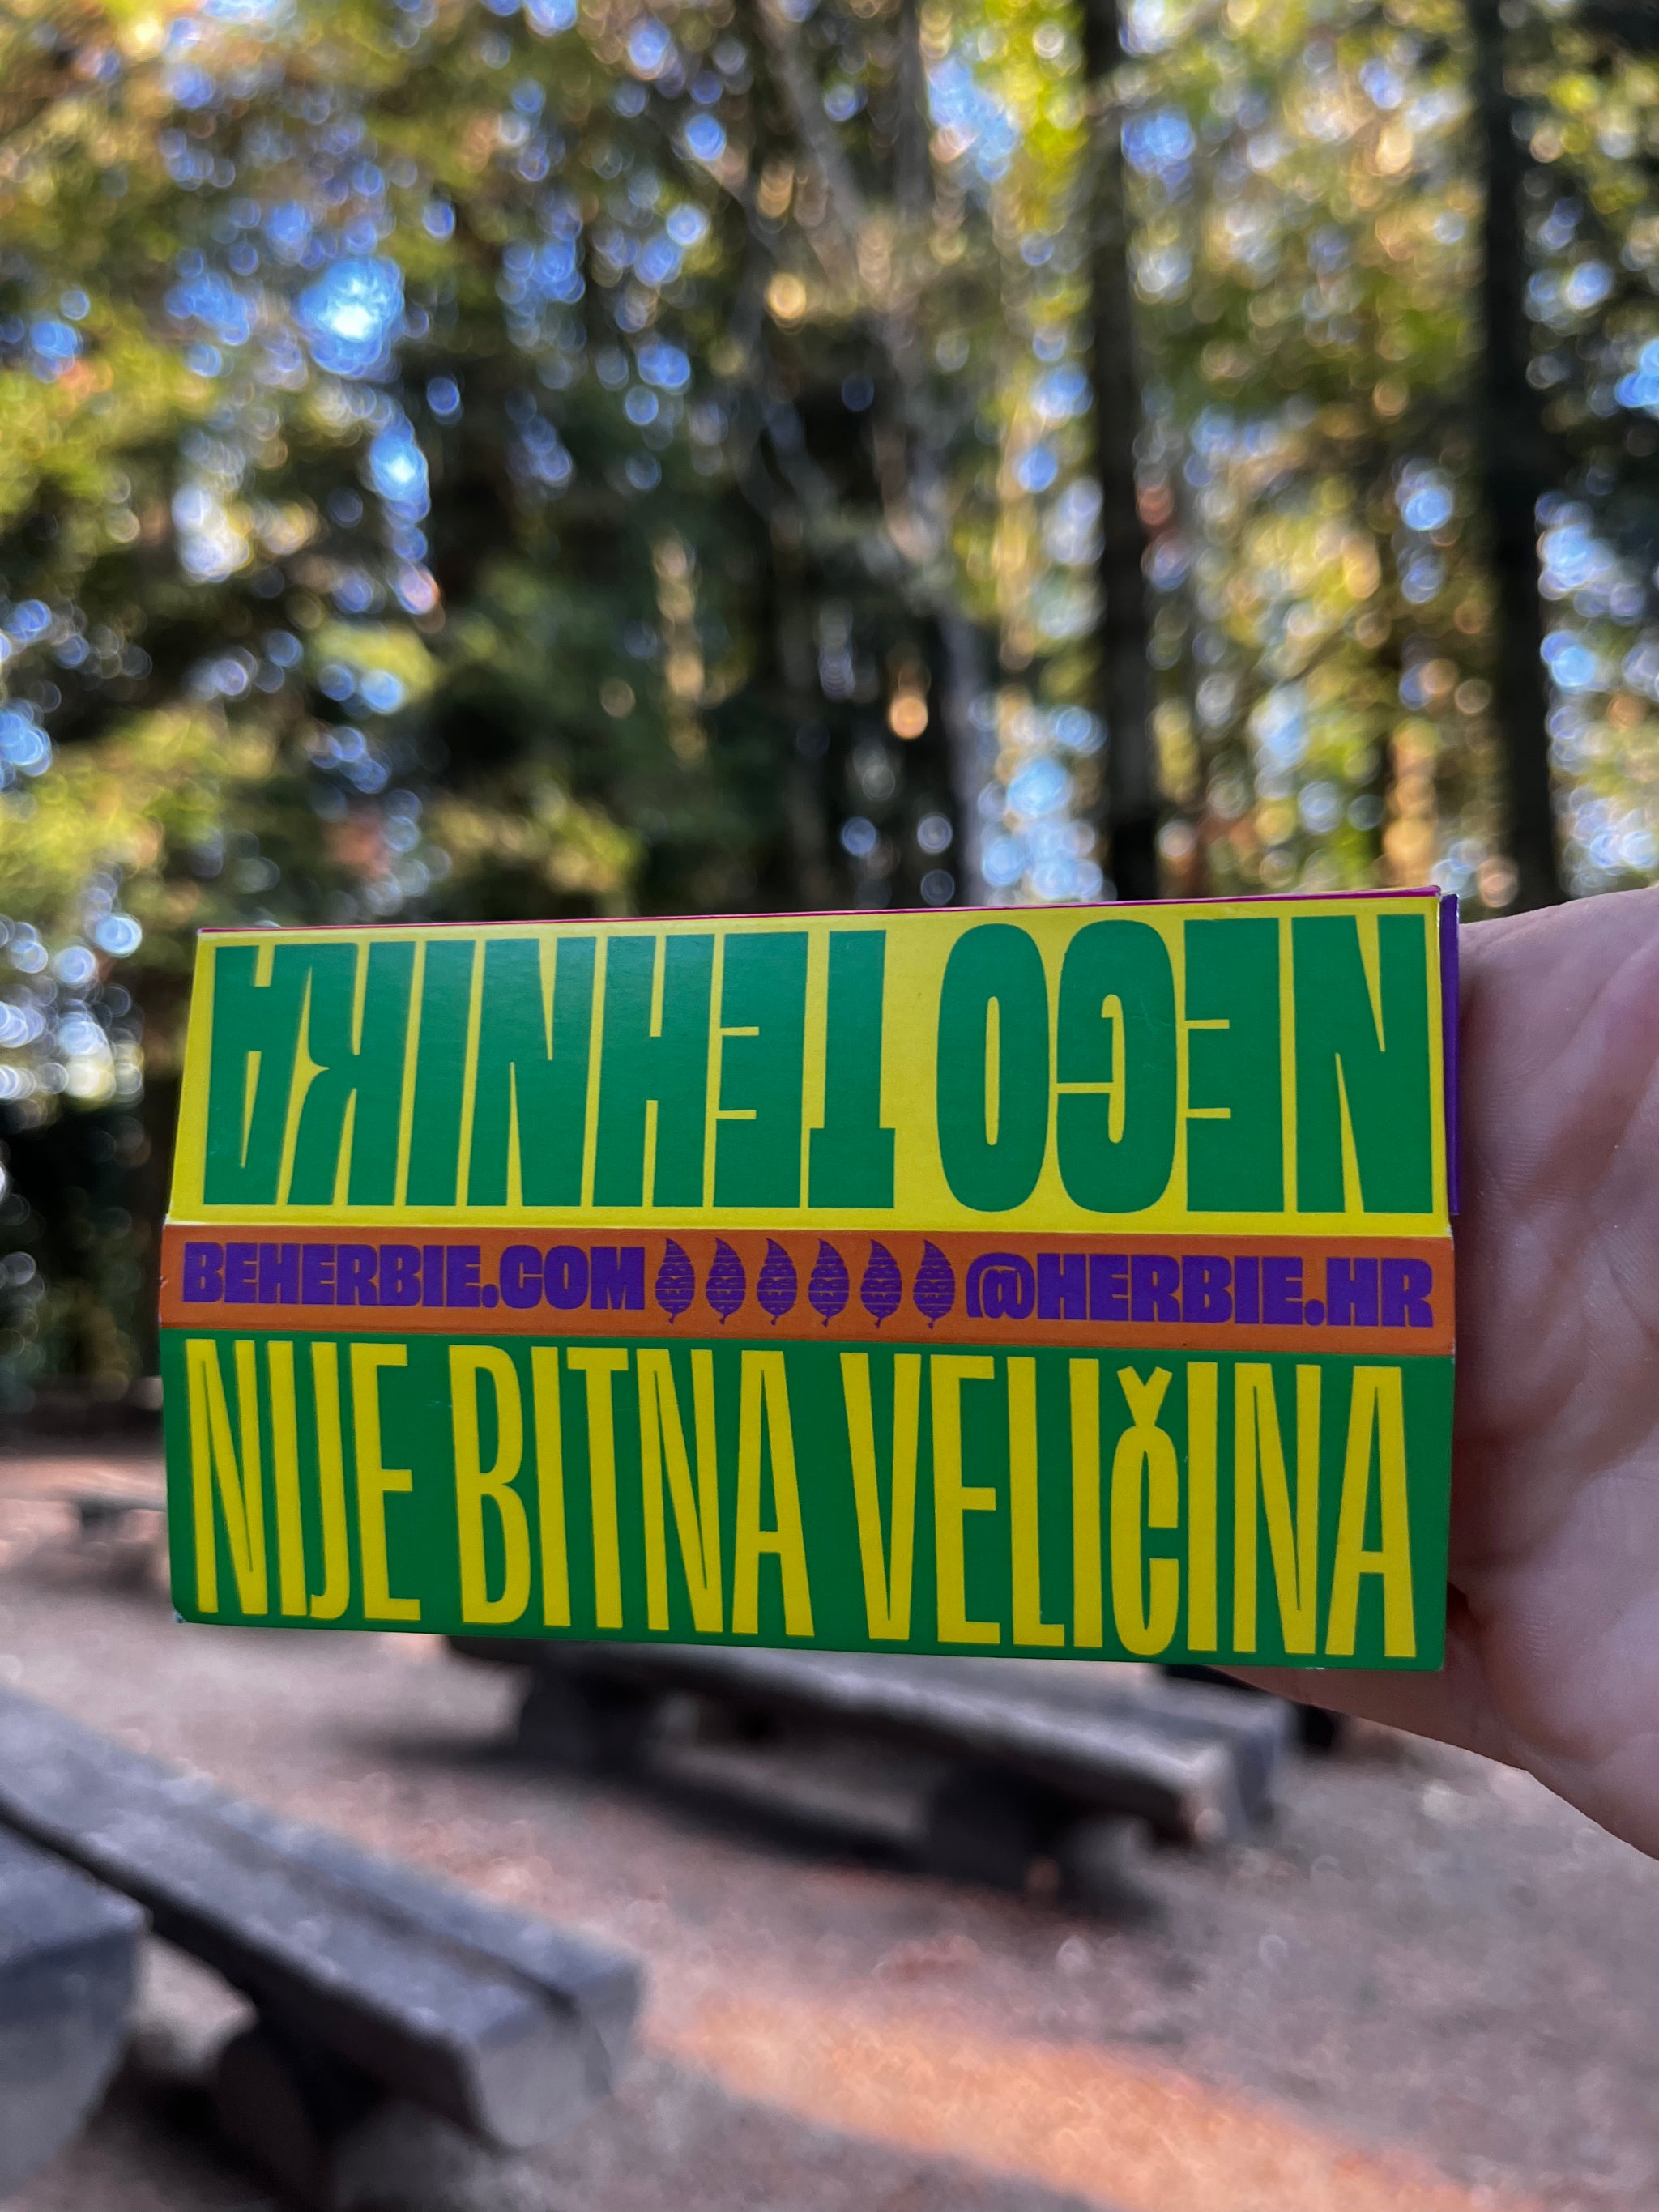 NEGO TEHNIKA
BEHERBIE.COM @HERBIE.HR
NIJE BITNA VELIČINA